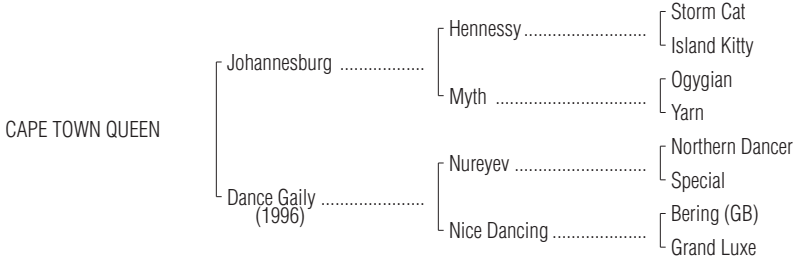 Storm Cat
Hennessy
Island Kitty
Johannesburg
Ogygian
Myth
Yarn
CAPE TOWN QUEEN
Northern Dancer
Nureyev
Special
Dance Gaily
(1996)
Bering (GB)
Nice Dancing
Grand Luxe